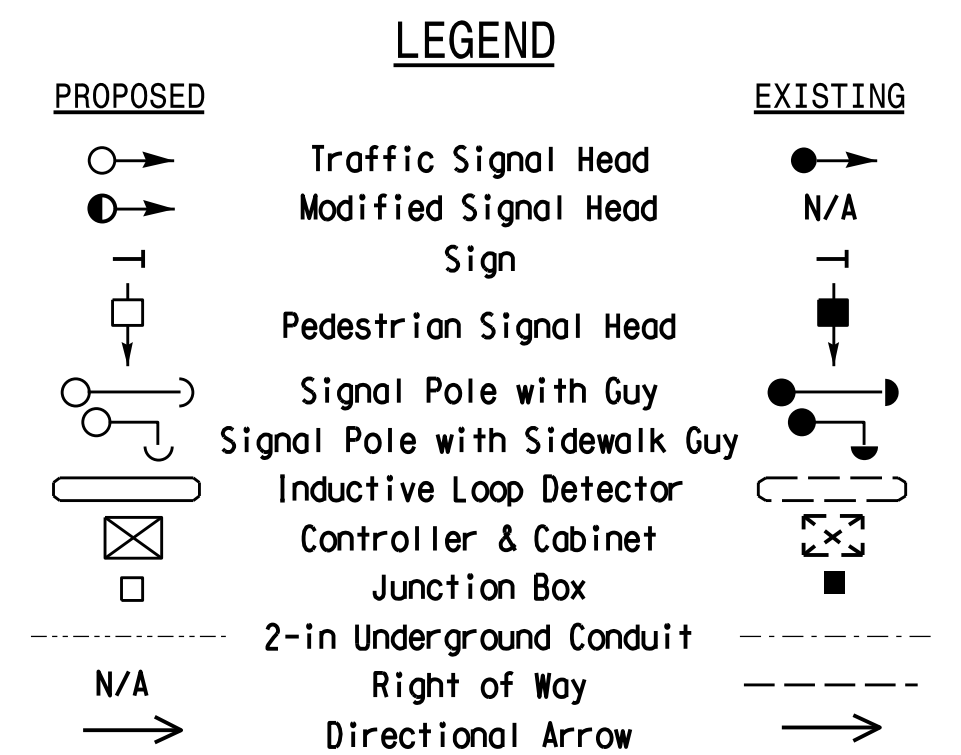 LEGEND
PROPOSED EXISTING
Traffic Signal Head
Modified Signal Head N/A
Sign
Pedestrian Signal Head
Signal Pole with Guy
Signal Pole with Sidewalk Guy
Inductive Loop Detector
Controller & Cabinet
Junction Box
2-in Underground Conduit
N/A Right of Way
Directional Arrow